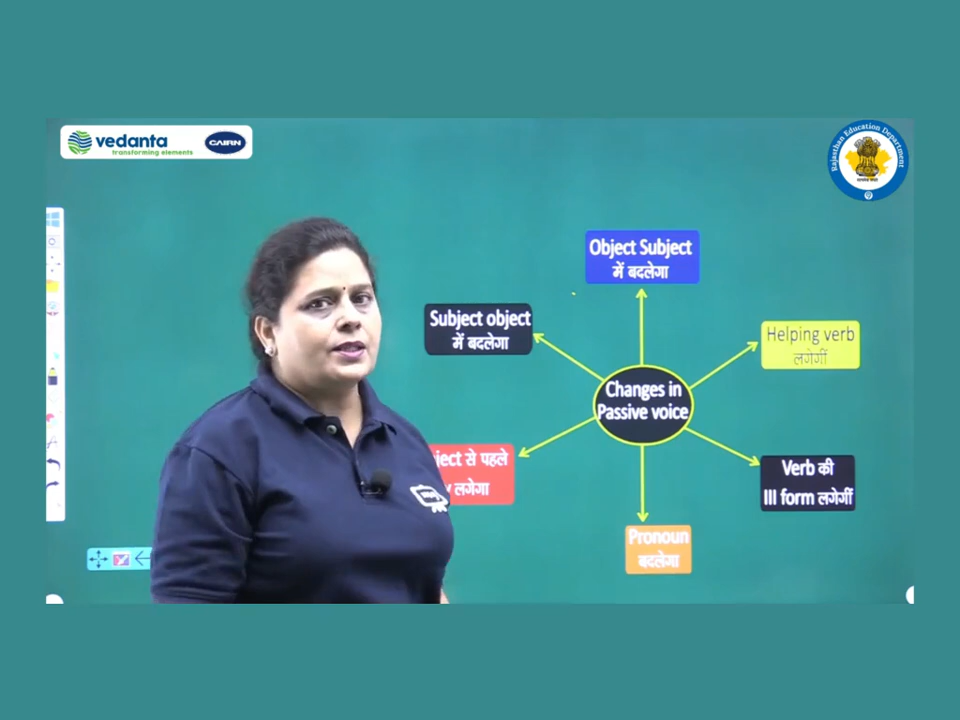 vedanta
transforming elements
CAIRN
Rajasthan Education Department
Object Subject
में बदलेगा
Subject object
में बदलेगा
Helping verb
लगेगीं
Changes in
Passive voice
से पहले
लगेगा
Verb की
III form लगेगीं
Pronoun
बदलेगा